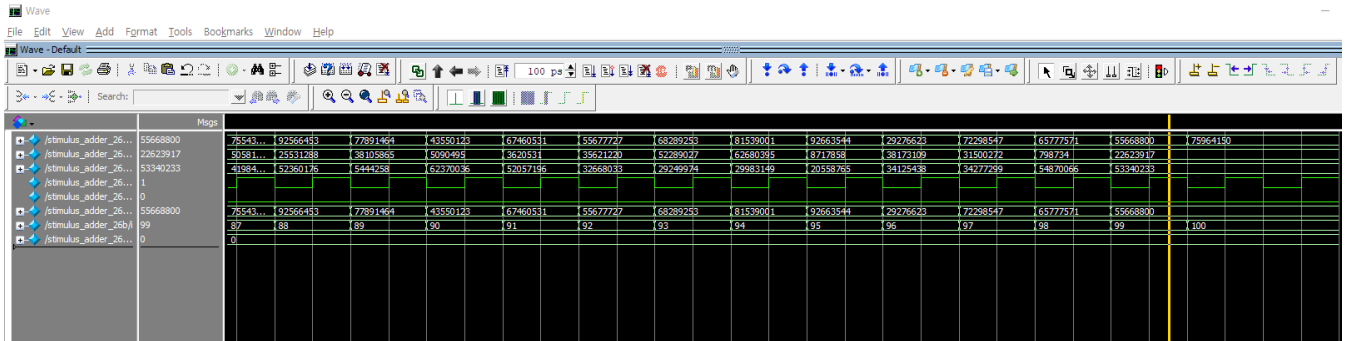 Wave
File Edit View Add Format Tools Bookmarks Window Help
Wave - Default
100 ps
Search:
Msgs
/stimulus_adder_26... 55668800 75543... 92566453 77891464 43550123 67460531 55677727 68289253 81539001 92663544 29276623 72298547 65777571 55668800 75964150
/stimulus_adder_26... 22623917 50581... 25531288 38105865 5090495 3620531 35621220 52289027 62680395 8717858 38173109 31500272 798734 22623917
/stimulus_adder_26... 53340233 41984... 52360176 5444258 62370036 52057196 32668033 29249974 29983149 20558765 34125438 34277299 54870066 53340233
/stimulus_adder_26... 1
/stimulus_adder_26... 0
/stimulus_adder_26... 55668800 75543... 92566453 77891464 43550123 67460531 55677727 68289253 81539001 92663544 29276623 72298547 65777571 55668800
/stimulus_adder_26b/i 99 87 88 89 90 91 92 93 94 95 96 97 98 99 100
/stimulus_adder_26... 0 0